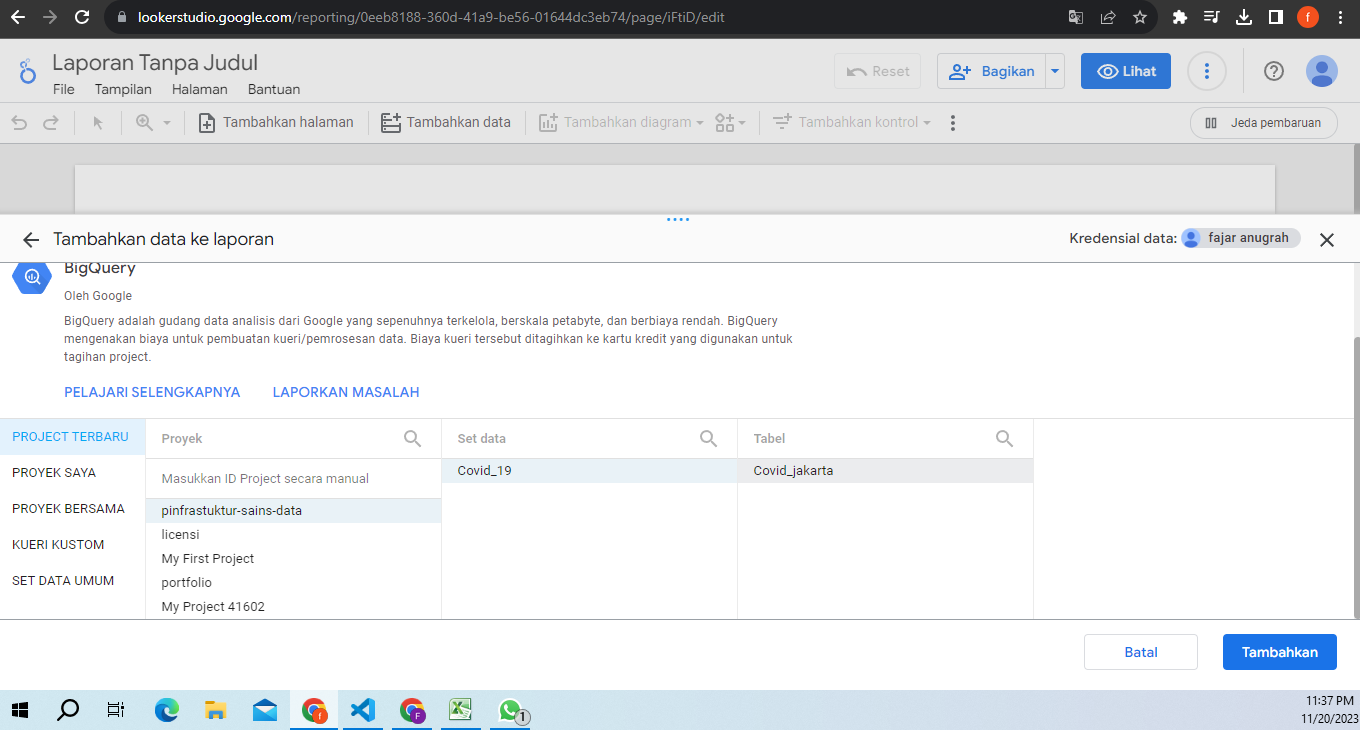 lookerstudio.google.com/reporting/0eeb8188-360d-41a9-be56-01644dc3eb74/page/iFtiD/edit
f
Laporan Tanpa Judul
File Tampilan Halaman Bantuan
Reset Bagikan Lihat
Tambahkan halaman Tambahkan data Tambahkan diagram Tambahkan kontrol Jeda pembaruan
Tambahkan data ke laporan
Kredensial data: fajar anugrah
BigQuery
Oleh Google
BigQuery adalah gudang data analisis dari Google yang sepenuhnya terkelola, berskala petabyte, dan berbiaya rendah. BigQuery
mengenakan biaya untuk pembuatan kueri/pemrosesan data. Biaya kueri tersebut ditagihkan ke kartu kredit yang digunakan untuk
tagihan project.
PELAJARI SELENGKAPNYA LAPORKAN MASALAH
PROJECT TERBARU
PROYEK SAYA
PROYEK BERSAMA
KUERI KUSTOM
SET DATA UMUM
Proyek
Masukkan ID Project secara manual
pinfrastuktur-sains-data
licensi
My First Project
portfolio
My Project 41602
Set data
Covid_19
Tabel
Covid_jakarta
Batal Tambahkan
f
F
1
11:37 PM
11/20/2023